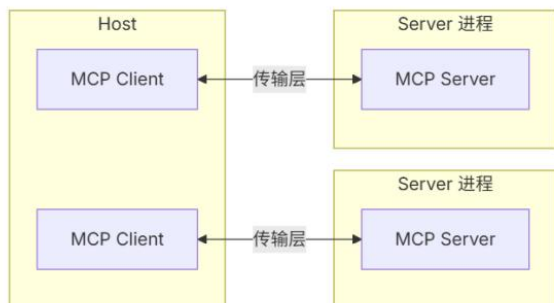 Host
Server 进程
MCP Client
传输层
MCP Server
Server 进程
MCP Client
传输层
MCP Server